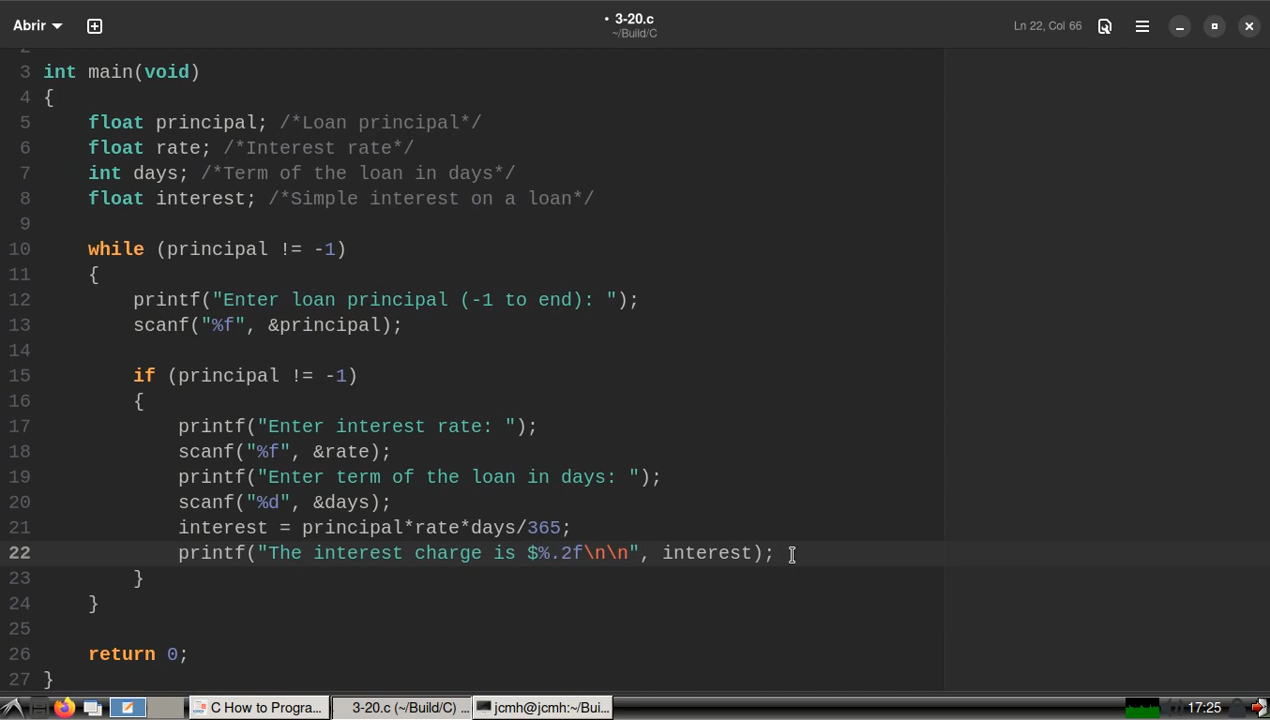 Abrir
• 3-20.c
~/Build/C
Ln 22, Col 66
3 int main(void)
4 {
5 float principal; /*Loan principal*/
6 float rate; /*Interest rate*/
7 int days; /*Term of the loan in days*/
8 float interest; /*Simple interest on a loan*/
9
10 while (principal != -1)
11 {
12 printf("Enter loan principal (-1 to end): ");
13 scanf("%f", &principal);
14
15 if (principal != -1)
16 {
17 printf("Enter interest rate: ");
18 scanf("%f", &rate);
19 printf("Enter term of the loan in days: ");
20 scanf("%d", &days);
21 interest = principal*rate*days/365;
22 printf("The interest charge is $%.2f\n\n", interest);
23 }
24 }
25
26 return 0;
27 }
C How to Progra...
3-20.c (~/Build/C) ...
jcmh@jcmh:~/Bui...
17:25